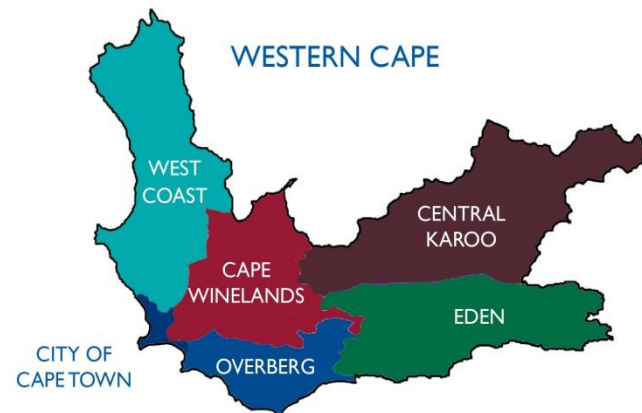 WESTERN CAPE
WEST
COAST
CENTRAL
KAROO
CAPE
WINELANDS
EDEN
CITY OF
CAPE TOWN
OVERBERG